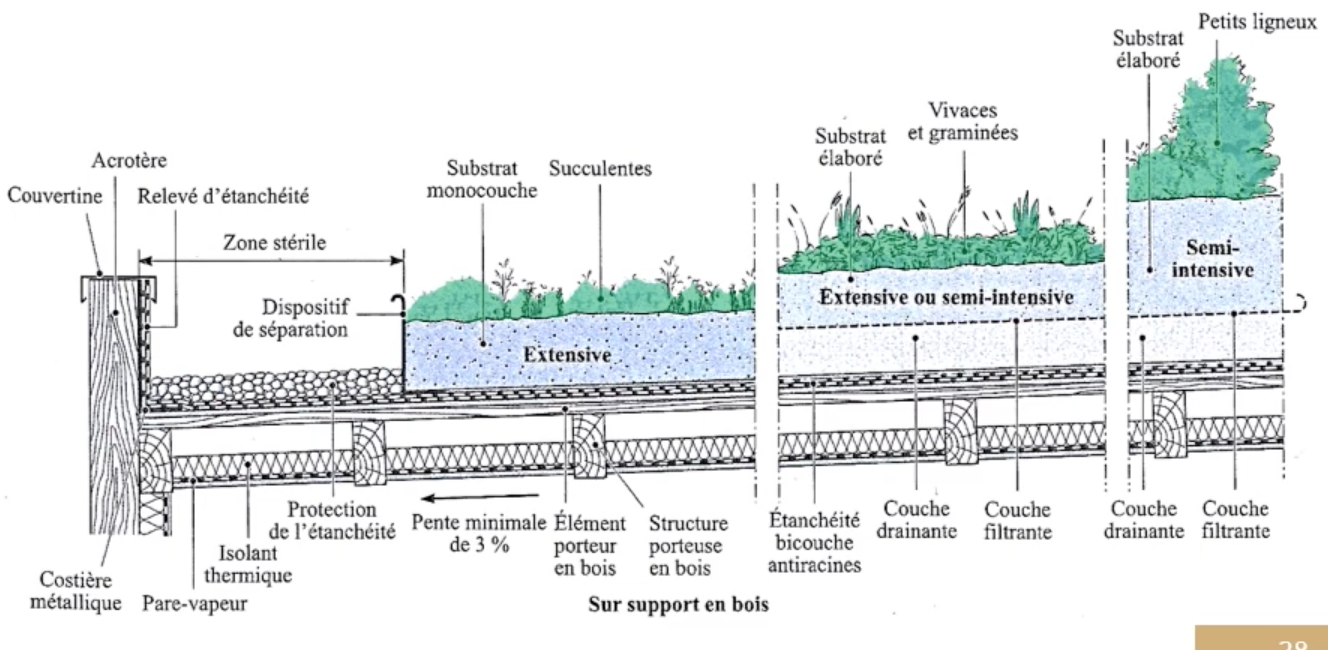 Petits ligneux
Substrat
élaboré
Vivaces
et graminées
Substrat
élaboré
Acrotère
Couvertine
Relevé d'étanchéité
Substrat
monocouche
Succulentes
Zone stérile
Dispositif
de séparation
Extensive
Extensive ou semi-intensive
Semi-
intensive
Protection
de l'étanchéité
Isolant
thermique
Costière
métallique
Pare-vapeur
Pente minimale
de 3 %
Élément
porteur
en bois
Structure
porteuse
en bois
Étanchéité
bicouche
antiracines
Couche
drainante
Couche
filtrante
Couche
drainante
Couche
filtrante
Sur support en bois